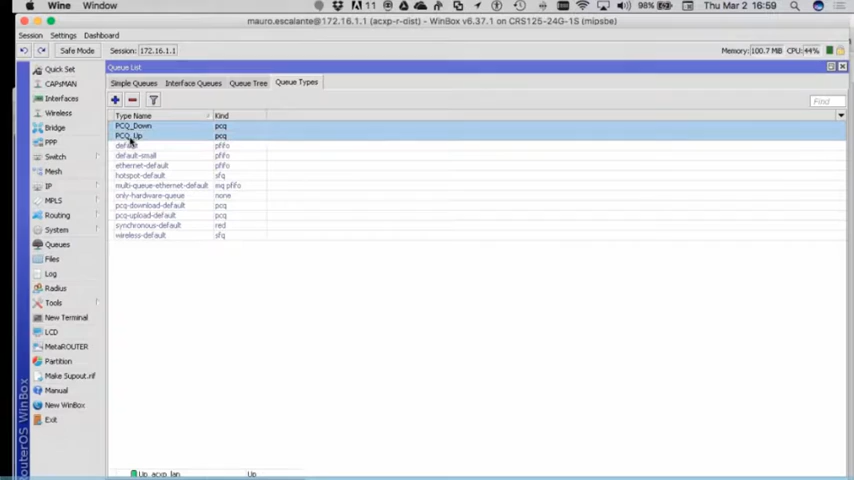 Wine Window 11 98% Thu Mar 2 16:59
mauro.escalante@172.16.1.1 (acxp-r-dist) - WinBox v6.37.1 on CRS125-24G-1S (mipsbe)
Session Settings Dashboard
Safe Mode Session: 172.16.1.1 Memory: 100.7 MiB CPU: 44%
Quick Set
CAPsMAN
Interfaces
Wireless
Bridge
PPP
Switch
Mesh
IP
MPLS
Routing
System
Queues
Files
Log
Radius
Tools
New Terminal
LCD
MetaROUTER
Partition
Make Supout.rif
Manual
New WinBox
Exit
RouterOS WinBox
Queue List
Simple Queues Interface Queues Queue Tree Queue Types
Find
Type Name Kind
PCQ_Down pcq
PCQ_Up pcq
default pfifo
default-small pfifo
ethernet-default pfifo
hotspot-default sfq
multi-queue-ethernet-default mq pfifo
only-hardware-queue none
pcq-download-default pcq
pcq-upload-default pcq
synchronous-default red
wireless-default sfq
Up_acxp_lan Up